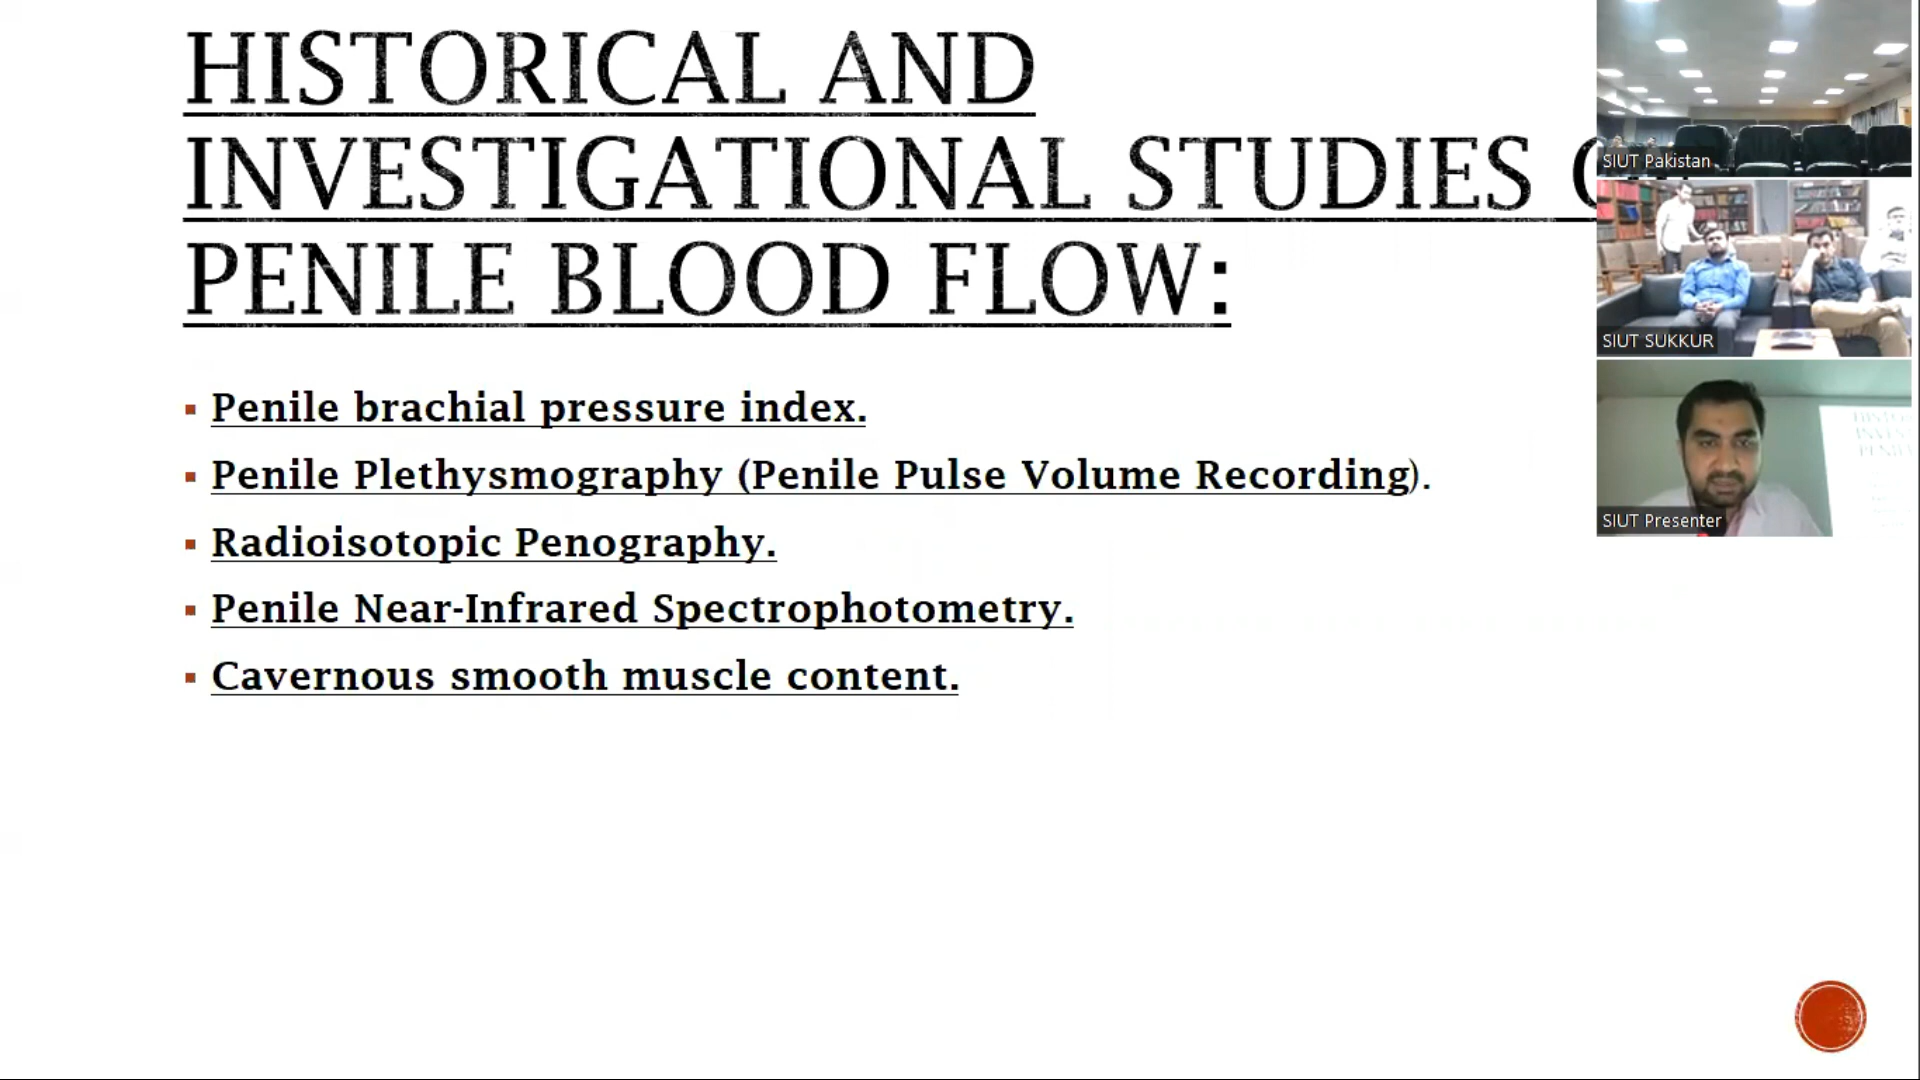 HISTORICAL AND
INVESTIGATIONAL STUDIES
PENILE BLOOD FLOW:
Penile brachial pressure index.
Penile Plethysmography (Penile Pulse Volume Recording).
Radioisotopic Penography.
Penile Near-Infrared Spectrophotometry.
Cavernous smooth muscle content.
SIUT Pakistan
SIUT SUKKUR
SIUT Presenter